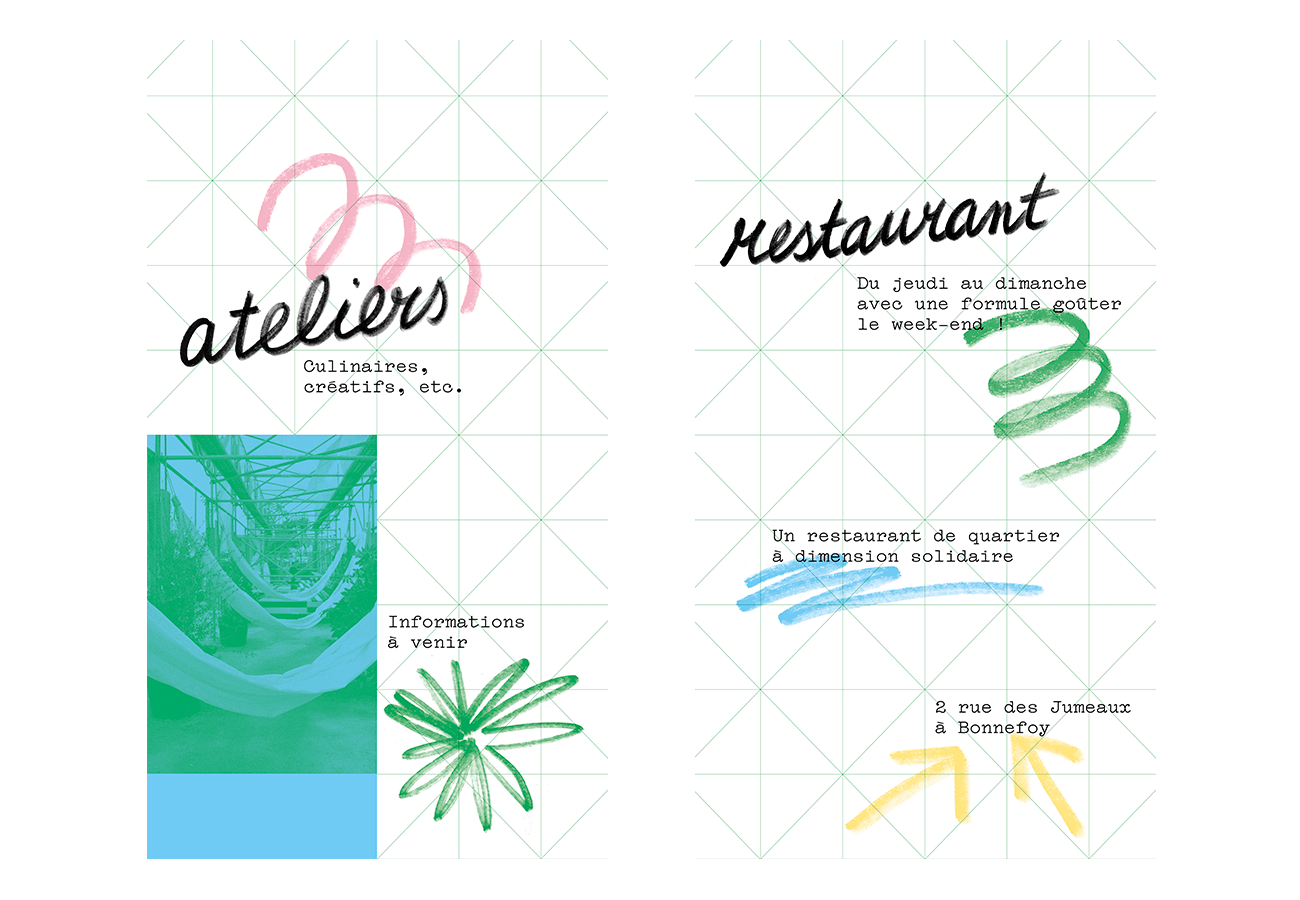 ateliers
Culinaires,
créatifs, etc.
Informations
à venir
restaurant
Du jeudi au dimanche
avec une formule goûter
le week-end !
Un restaurant de quartier
à dimension solidaire
2 rue des Jumeaux
à Bonnefoy